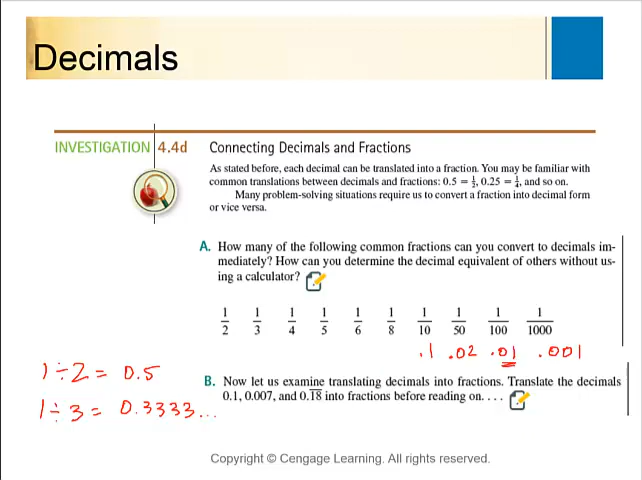 Decimals
INVESTIGATION 4.4d Connecting Decimals and Fractions
As stated before, each decimal can be translated into a fraction. You may be familiar with
common translations between decimals and fractions: 0.5 = 1/2, 0.25 = 1/4, and so on.
Many problem-solving situations require us to convert a fraction into decimal form
or vice versa.
A. How many of the following common fractions can you convert to decimals im-
mediately? How can you determine the decimal equivalent of others without us-
ing a calculator?
1/2 1/3 1/4 1/5 1/6 1/8 1/10 1/50 1/100 1/1000
.1 .02 .01 .001
1 ÷ 2 = 0.5
1 ÷ 3 = 0.3333...
B. Now let us examine translating decimals into fractions. Translate the decimals
0.1, 0.007, and 0.1̅8̅ into fractions before reading on. . . .
Copyright © Cengage Learning. All rights reserved.